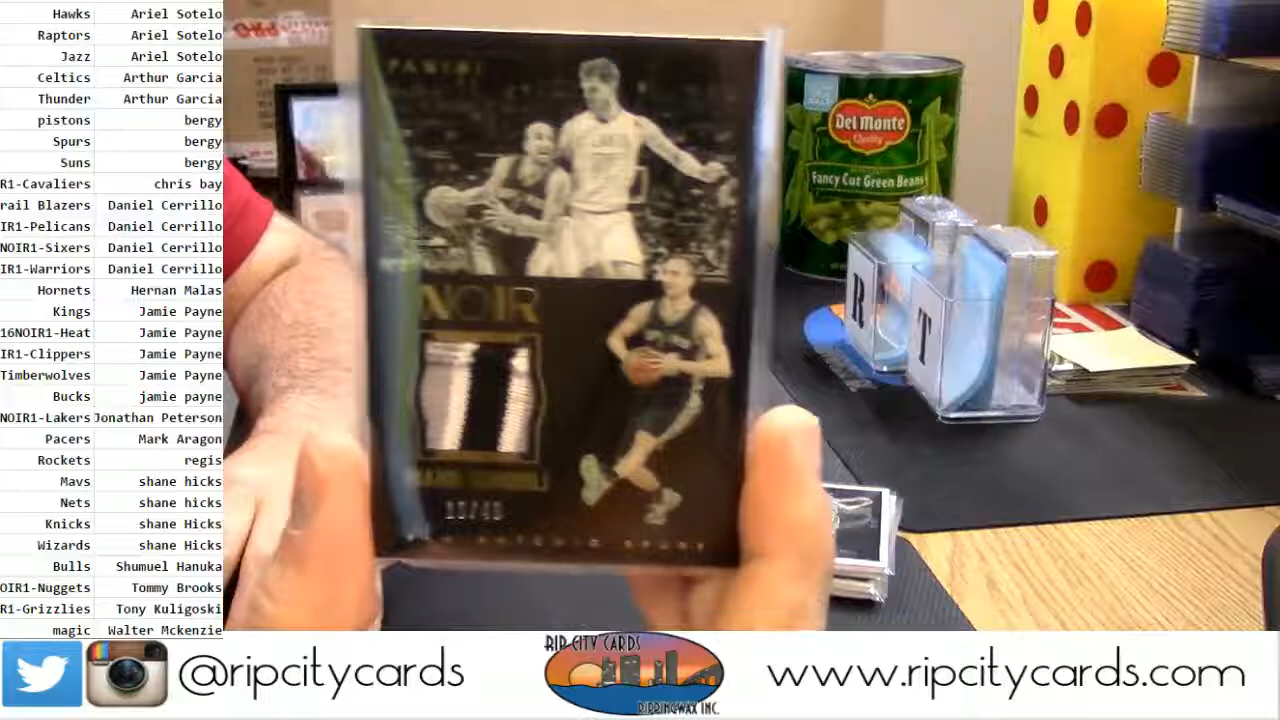 Hawks Ariel Sotelo
Raptors Ariel Sotelo
Jazz Ariel Sotelo
Celtics Arthur Garcia
Thunder Arthur Garcia
pistons bergy
Spurs bergy
Suns bergy
R1-Cavaliers chris bay
rail Blazers Daniel Cerrillo
IR1-Pelicans Daniel Cerrillo
NOIR1-Sixers Daniel Cerrillo
IR1-Warriors Daniel Cerrillo
Hornets Hernan Malas
Kings Jamie Payne
16NOIR1-Heat Jamie Payne
IR1-Clippers Jamie Payne
Timberwolves Jamie Payne
Bucks jamie payne
NOIR1-Lakers Jonathan Peterson
Pacers Mark Aragon
Rockets regis
Mavs shane hicks
Nets shane hicks
Knicks shane Hicks
Wizards shane Hicks
Bulls Shumuel Hanuka
OIR1-Nuggets Tommy Brooks
R1-Grizzlies Tony Kuligoski
magic Walter Mckenzie
PANINI
NOIR
Del Monte
Quality
Fancy Cut Green Beans
R
T
@ripcitycards
RIP CITY CARDS
RIPPINGWAX INC.
www.ripcitycards.com